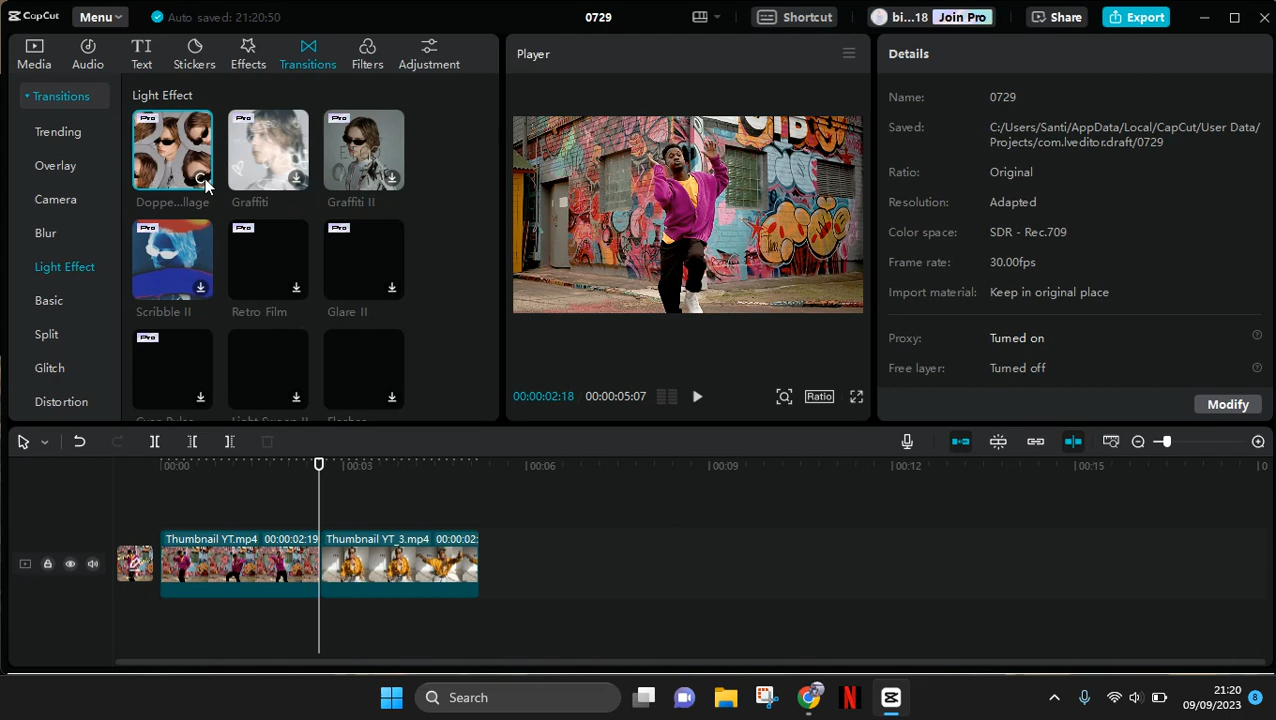 CapCut
Menu
Auto saved: 21:20:50
0729
Shortcut
bi...18
Join Pro
Share
Export
Media
Audio
Text
Stickers
Effects
Transitions
Filters
Adjustment
Transitions
Trending
Overlay
Camera
Blur
Light Effect
Basic
Split
Glitch
Distortion
Light Effect
Pro
Pro
Pro
Doppe...llage
Graffiti
Graffiti II
Pro
Pro
Pro
Scribble II
Retro Film
Glare II
Pro
Player
00:00:02:18
00:00:05:07
Ratio
Details
Name:
0729
Saved:
C:/Users/Santi/AppData/Local/CapCut/User Data/
Projects/com.lveditor.draft/0729
Ratio:
Original
Resolution:
Adapted
Color space:
SDR - Rec.709
Frame rate:
30.00fps
Import material:
Keep in original place
Proxy:
Turned on
Free layer:
Turned off
Modify
00:00
00:03
00:06
00:09
00:12
00:15
0
Thumbnail YT.mp4
00:00:02:19
Thumbnail YT_3.mp4
00:00:02:
Search
21:20
09/09/2023
8